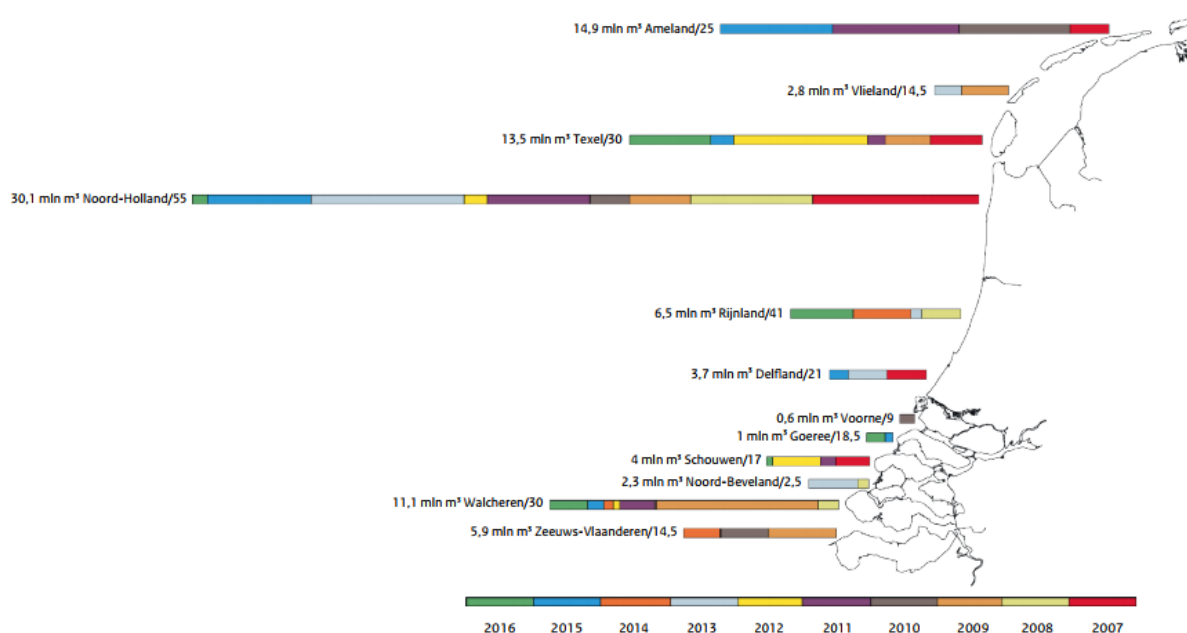 14,9 mln m³ Ameland/25
2,8 mln m³ Vlieland/14,5
13,5 mln m³ Texel/30
30,1 mln m³ Noord-Holland/55
6,5 mln m³ Rijnland/41
3,7 mln m³ Delfland/21
0,6 mln m³ Voorne/9
1 mln m³ Goeree/18,5
4 mln m³ Schouwen/17
2,3 mln m³ Noord-Beveland/2,5
11,1 mln m³ Walcheren/30
5,9 mln m³ Zeeuws-Vlaanderen/14,5
2016 2015 2014 2013 2012 2011 2010 2009 2008 2007